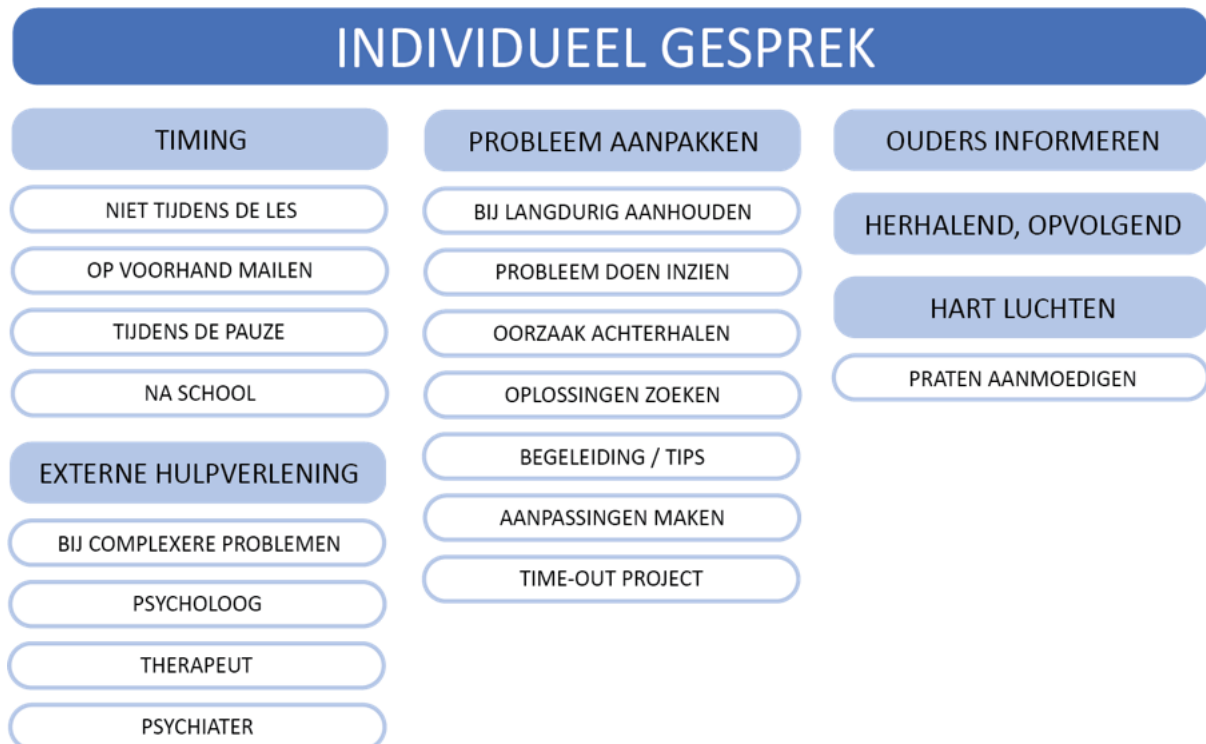 INDIVIDUEEL GESPREK
TIMING
NIET TIJDENS DE LES
OP VOORHAND MAILEN
TIJDENS DE PAUZE
NA SCHOOL
EXTERNE HULPVERLENING
BIJ COMPLEXERE PROBLEMEN
PSYCHOLOOG
THERAPEUT
PSYCHIATER
PROBLEEM AANPAKKEN
BIJ LANGDURIG AANHOUDEN
PROBLEEM DOEN INZIEN
OORZAAK ACHTERHALEN
OPLOSSINGEN ZOEKEN
BEGELEIDING / TIPS
AANPASSINGEN MAKEN
TIME-OUT PROJECT
OUDERS INFORMEREN
HERHALEND, OPVOLGEND
HART LUCHTEN
PRATEN AANMOEDIGEN